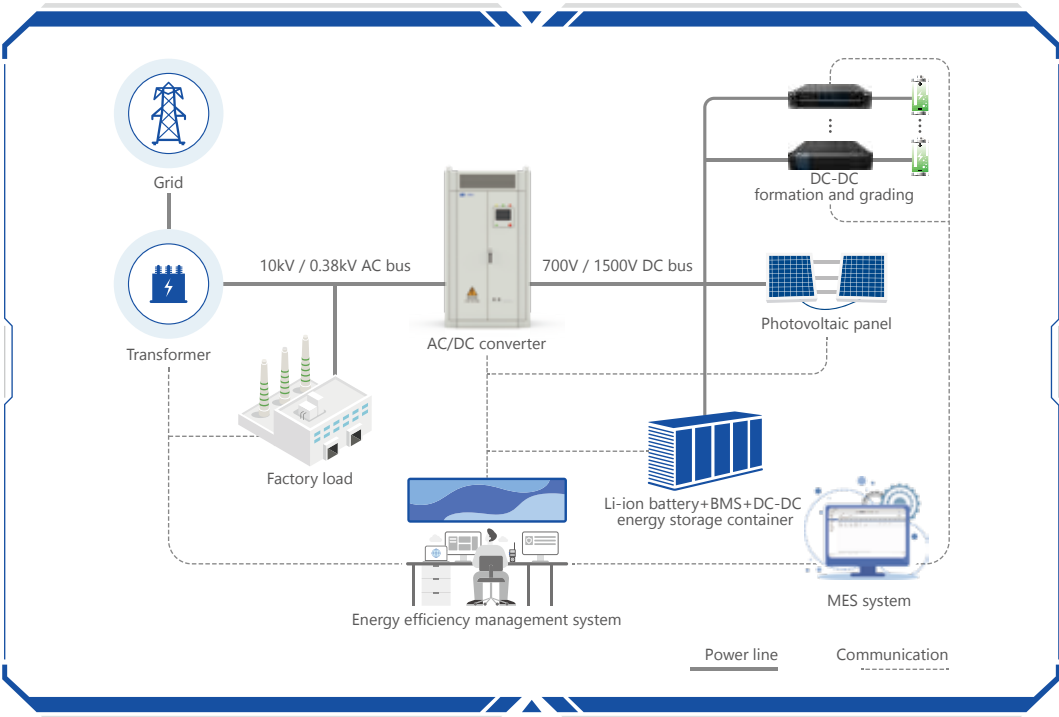 Grid
DC-DC
formation and grading
10kV / 0.38kV AC bus
700V / 1500V DC bus
Transformer
AC/DC converter
Photovoltaic panel
Factory load
Li-ion battery+BMS+DC-DC
energy storage container
Energy efficiency management system
MES system
Power line
Communication